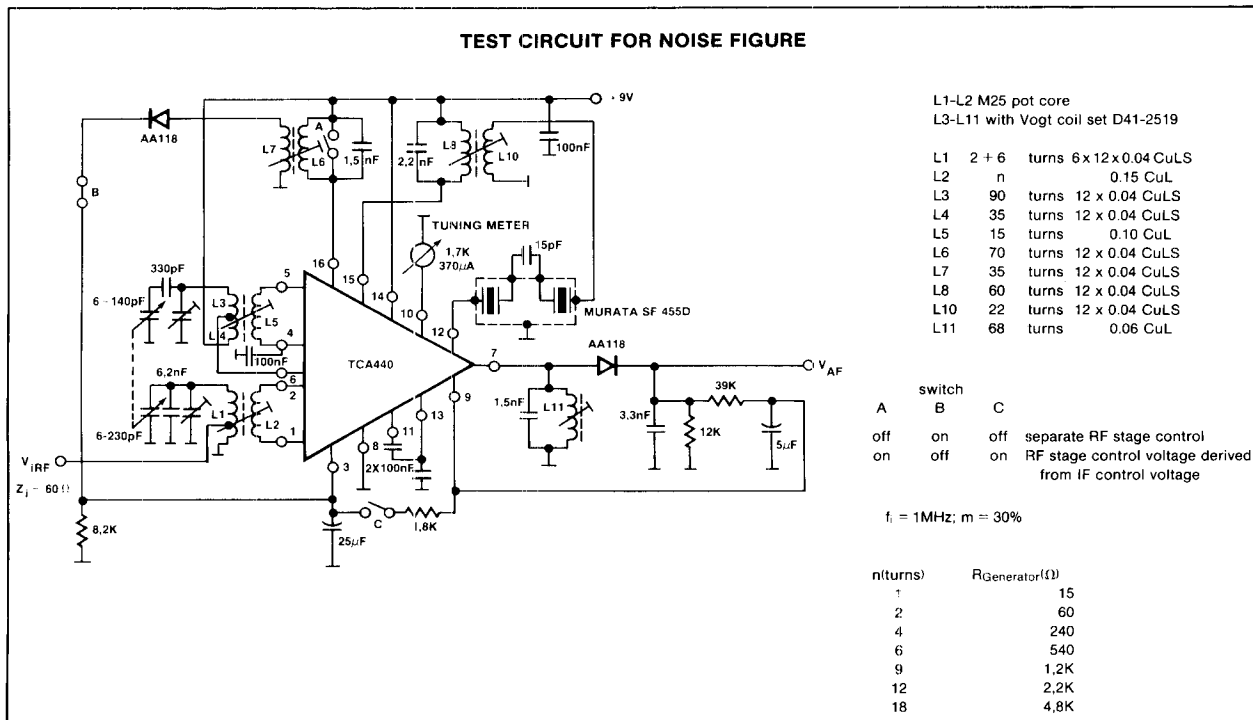 TEST CIRCUIT FOR NOISE FIGURE
+ 9V
AA118
L7
A
L6
1,5 nF
2,2 nF
L8
L10
100nF
B
TUNING METER
1,7K
370µA
15pF
MURATA SF 455D
16
15
14
10
12
330pF
6-140pF
L3
L4
L5
5
4
100nF
6
2
1
6,2nF
6-230pF
L1
L2
TCA440
7
9
13
11
8
3
2X100nF
AA118
VAF
1,5nF
L11
3,3nF
12K
39K
5µF
ViRF
Zi - 60 Ω
8,2K
25µF
C
1,8K
L1-L2 M25 pot core
L3-L11 with Vogt coil set D41-2519
L1 2 + 6 turns 6 x 12 x 0.04 CuLS
L2 n 0.15 CuL
L3 90 turns 12 x 0.04 CuLS
L4 35 turns 12 x 0.04 CuLS
L5 15 turns 0.10 CuL
L6 70 turns 12 x 0.04 CuLS
L7 35 turns 12 x 0.04 CuLS
L8 60 turns 12 x 0.04 CuLS
L10 22 turns 12 x 0.04 CuLS
L11 68 turns 0.06 CuL
switch
A B C
off on off separate RF stage control
on off on RF stage control voltage derived
from IF control voltage
fi = 1MHz; m = 30%
n(turns) RGenerator(Ω)
1 15
2 60
4 240
6 540
9 1,2K
12 2,2K
18 4,8K